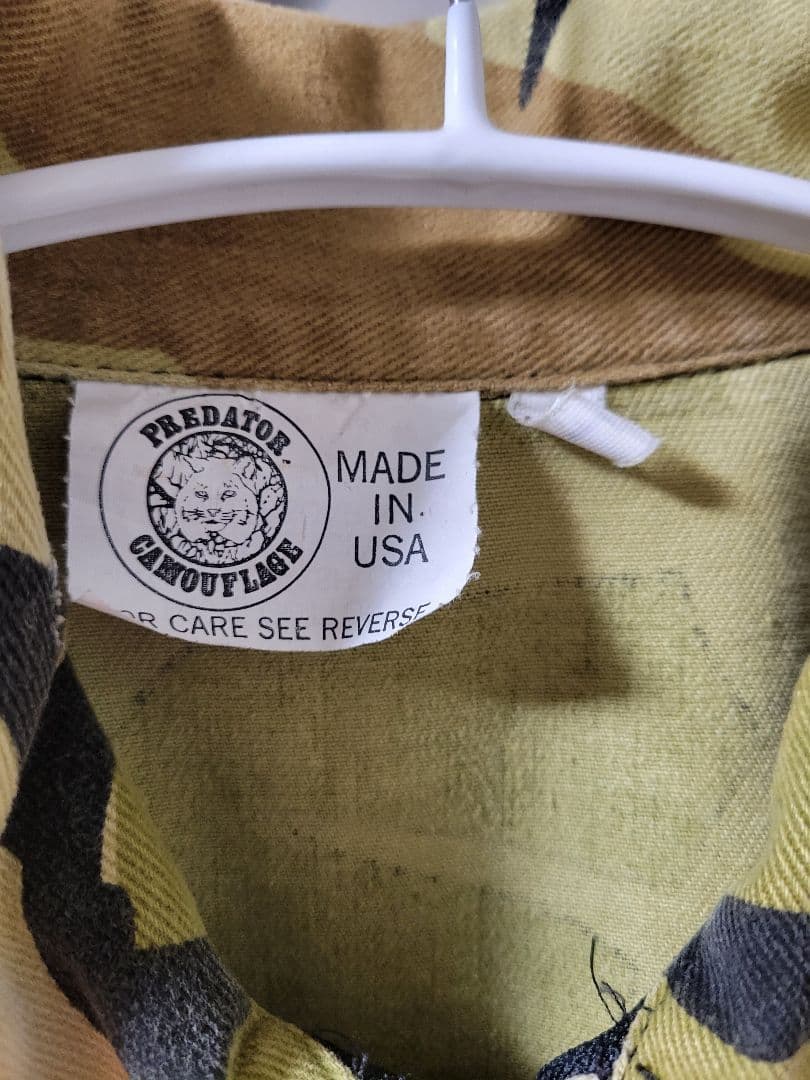 PREDATOR
CAMOUFLAGE
MADE
IN
USA
CARE SEE REVERSE